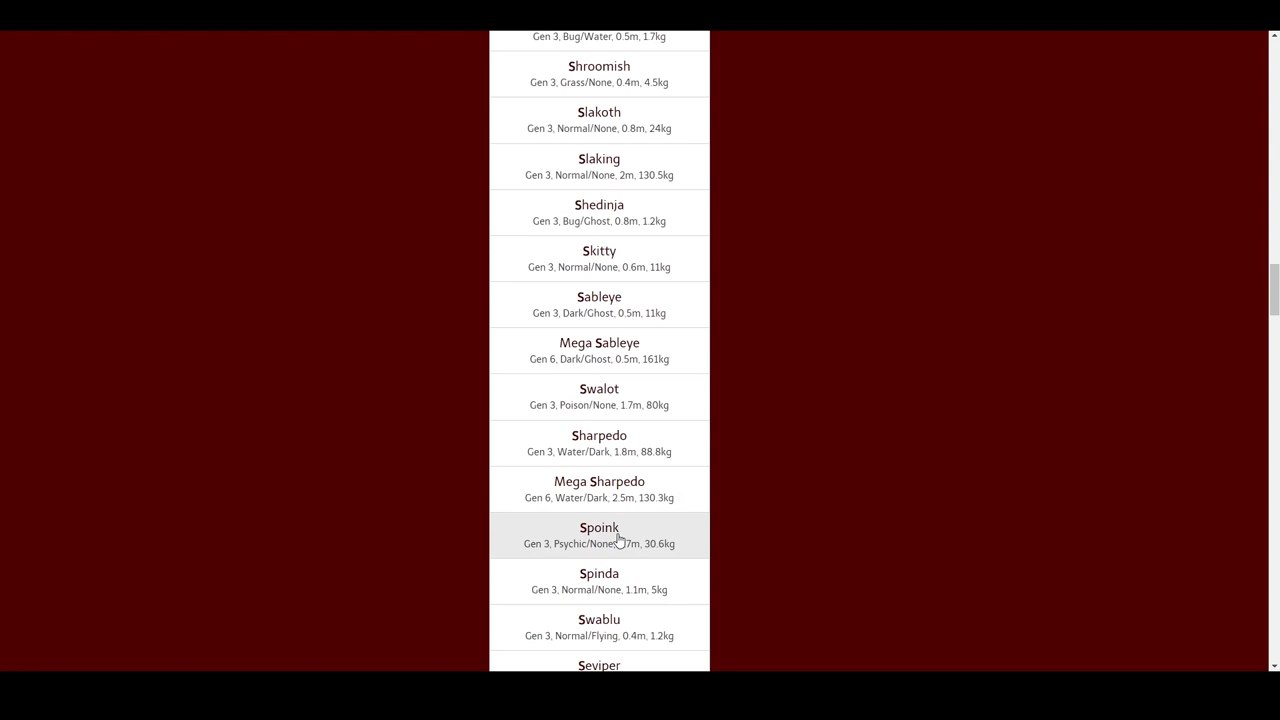 Gen 3, Bug/Water, 0.5m, 1.7kg
Shroomish
Gen 3, Grass/None, 0.4m, 4.5kg
Slakoth
Gen 3, Normal/None, 0.8m, 24kg
Slaking
Gen 3, Normal/None, 2m, 130.5kg
Shedinja
Gen 3, Bug/Ghost, 0.8m, 1.2kg
Skitty
Gen 3, Normal/None, 0.6m, 11kg
Sableye
Gen 3, Dark/Ghost, 0.5m, 11kg
Mega Sableye
Gen 6, Dark/Ghost, 0.5m, 161kg
Swalot
Gen 3, Poison/None, 1.7m, 80kg
Sharpedo
Gen 3, Water/Dark, 1.8m, 88.8kg
Mega Sharpedo
Gen 6, Water/Dark, 2.5m, 130.3kg
Spoink
Gen 3, Psychic/None 30.6kg
Spinda
Gen 3, Normal/None, 1.1m, 5kg
Swablu
Gen 3, Normal/Flying, 0.4m, 1.2kg
Seviper